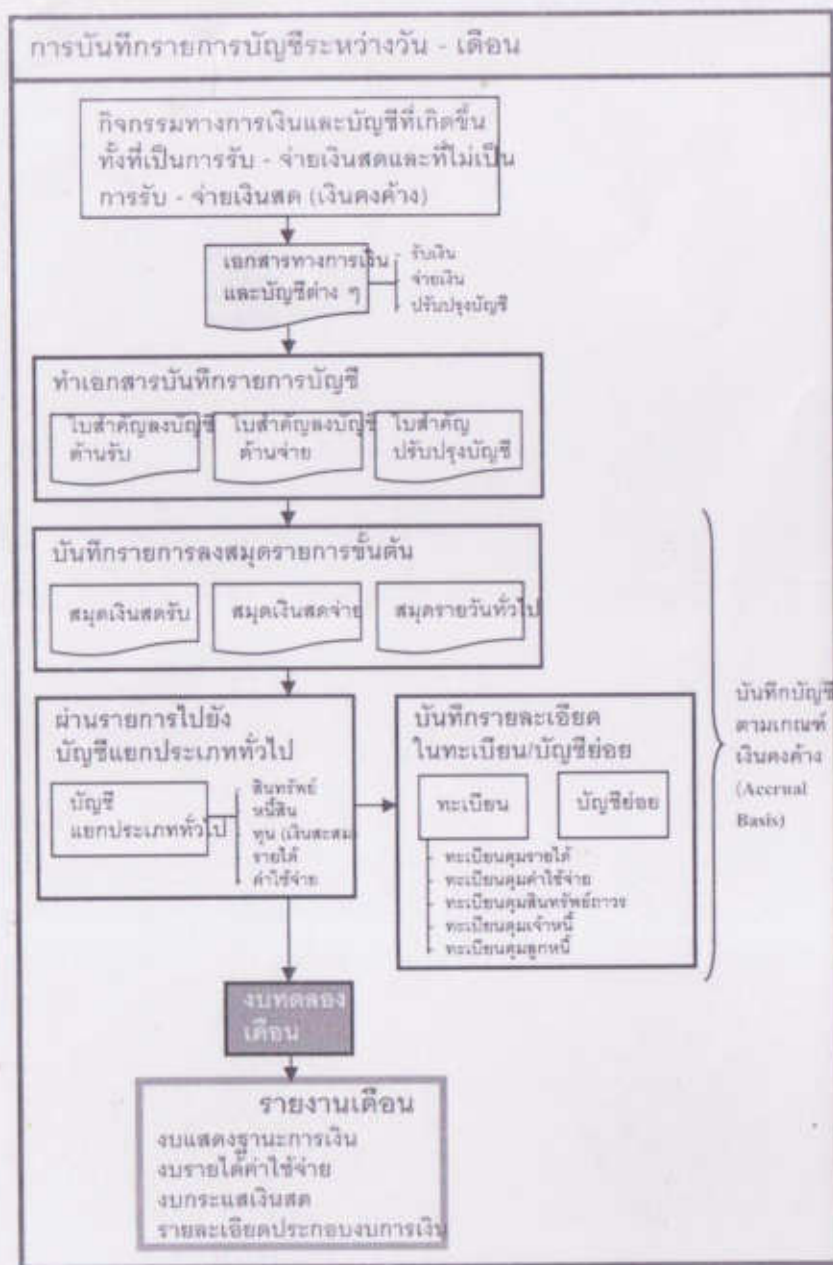 การบันทึกรายการบัญชีระหว่างวัน - เดือน
กิจกรรมทางการเงินและบัญชีที่เกิดขึ้น
ทั้งที่เป็นการรับ - จ่ายเงินสดและที่ไม่เป็น
การรับ - จ่ายเงินสด (เงินคงค้าง)
เอกสารทางการเงิน
และบัญชีต่าง ๆ
รับเงิน
จ่ายเงิน
ปรับปรุงบัญชี
ทำเอกสารบันทึกรายการบัญชี
ใบสำคัญลงบัญชี
ด้านรับ
ใบสำคัญลงบัญชี
ด้านจ่าย
ใบสำคัญ
ปรับปรุงบัญชี
บันทึกรายการลงสมุดรายการขั้นต้น
สมุดเงินสดรับ
สมุดเงินสดจ่าย
สมุดรายวันทั่วไป
ผ่านรายการไปยัง
บัญชีแยกประเภททั่วไป
บัญชี
แยกประเภททั่วไป
สินทรัพย์
หนี้สิน
ทุน (เงินสะสม)
รายได้
ค่าใช้จ่าย
บันทึกรายละเอียด
ในทะเบียน/บัญชีย่อย
ทะเบียน
บัญชีย่อย
- ทะเบียนคุมรายได้
- ทะเบียนคุมค่าใช้จ่าย
- ทะเบียนคุมสินทรัพย์ถาวร
- ทะเบียนคุมเจ้าหนี้
- ทะเบียนคุมลูกหนี้
บันทึกบัญชี
ตามเกณฑ์
เงินคงค้าง
(Accrual
Basis)
งบทดลอง
เดือน
รายงานเดือน
งบแสดงฐานะการเงิน
งบรายได้ค่าใช้จ่าย
งบกระแสเงินสด
รายละเอียดประกอบงบการเงิน